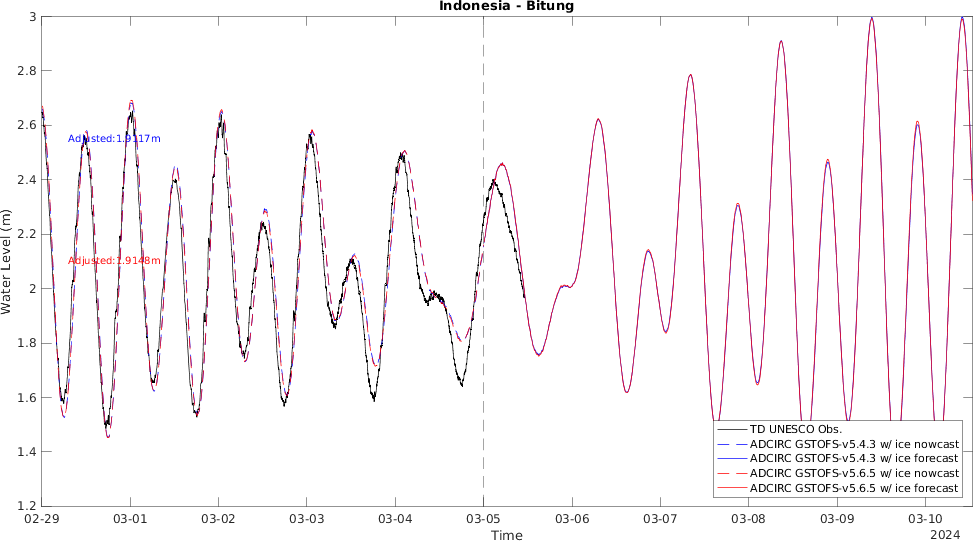 Indonesia - Bitung
Water Level (m)
3
2.8
2.6
2.4
2.2
2
1.8
1.6
1.4
1.2
Adjusted:1.9117m
Adjusted:1.9148m
TD UNESCO Obs.
ADCIRC GSTOFS-v5.4.3 w/ ice nowcast
ADCIRC GSTOFS-v5.4.3 w/ ice forecast
ADCIRC GSTOFS-v5.6.5 w/ ice nowcast
ADCIRC GSTOFS-v5.6.5 w/ ice forecast
02-29 03-01 03-02 03-03 03-04 03-05 03-06 03-07 03-08 03-09 03-10
Time
2024